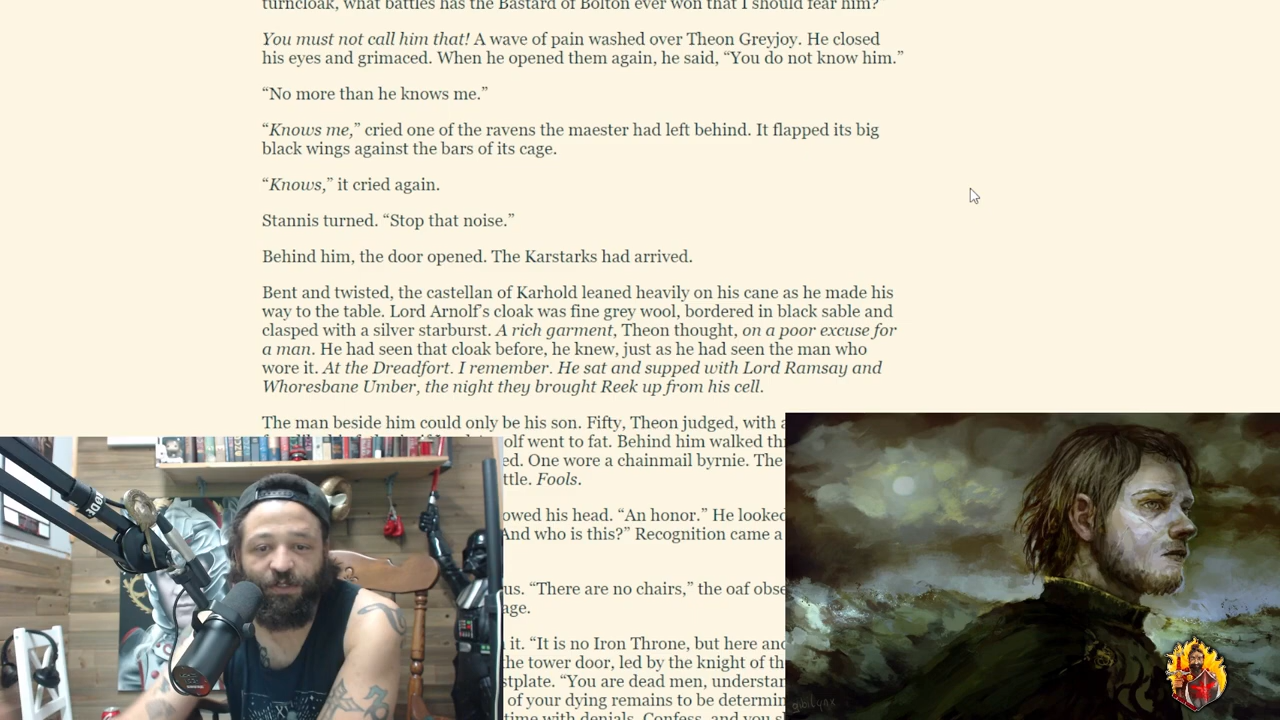 turncloak, what battles has the Bastard of Bolton ever won that I should fear him?”
You must not call him that! A wave of pain washed over Theon Greyjoy. He closed
his eyes and grimaced. When he opened them again, he said, “You do not know him.”
“No more than he knows me.”
“Knows me,” cried one of the ravens the maester had left behind. It flapped its big
black wings against the bars of its cage.
“Knows,” it cried again.
Stannis turned. “Stop that noise.”
Behind him, the door opened. The Karstarks had arrived.
Bent and twisted, the castellan of Karhold leaned heavily on his cane as he made his
way to the table. Lord Arnolf’s cloak was fine grey wool, bordered in black sable and
clasped with a silver starburst. A rich garment, Theon thought, on a poor excuse for
a man. He had seen that cloak before, he knew, just as he had seen the man who
wore it. At the Dreadfort. I remember. He sat and supped with Lord Ramsay and
Whoresbane Umber, the night they brought Reek up from his cell.
The man beside him could only be his son. Fifty, Theon judged, with a
olf went to fat. Behind him walked
ed. One wore a chainmail byrnie. The
ttle. Fools.
owed his head. “An honor.” He looked
And who is this?” Recognition came a
us. “There are no chairs,” the oaf obse
age.
it. “It is no Iron Throne, but here and
the tower door, led by the knight of th
stplate. “You are dead men, understan
of your dying remains to be determin
time with denials. Confess, and you s